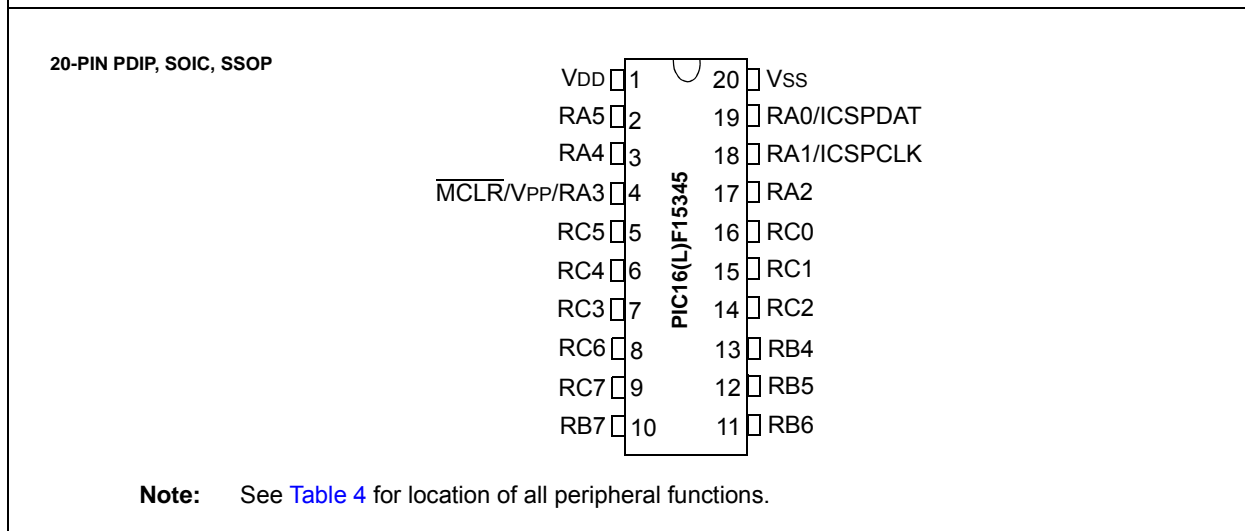 20-PIN PDIP, SOIC, SSOP
VDD 1 20 VSS
RA5 2 19 RA0/ICSPDAT
RA4 3 18 RA1/ICSPCLK
MCLR/VPP/RA3 4 17 RA2
RC5 5 16 RC0
RC4 6 15 RC1
RC3 7 14 RC2
RC6 8 13 RB4
RC7 9 12 RB5
RB7 10 11 RB6
PIC16(L)F15345
Note: See Table 4 for location of all peripheral functions.